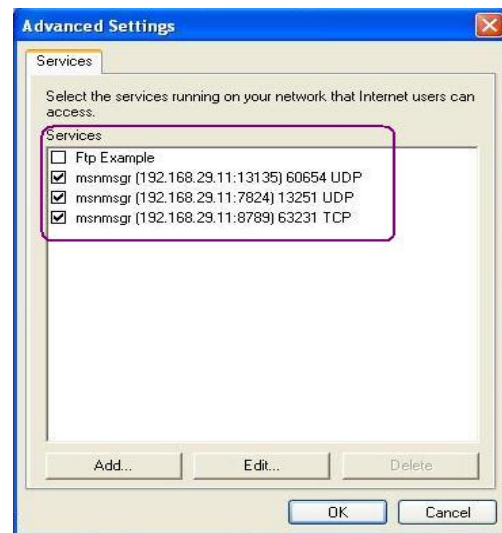 Advanced Settings
Services
Select the services running on your network that Internet users can
access.
Services
Ftp Example
msnmsgr (192.168.29.11:13135) 60654 UDP
msnmsgr (192.168.29.11:7824) 13251 UDP
msnmsgr (192.168.29.11:8789) 63231 TCP
Add...
Edit...
Delete
OK
Cancel